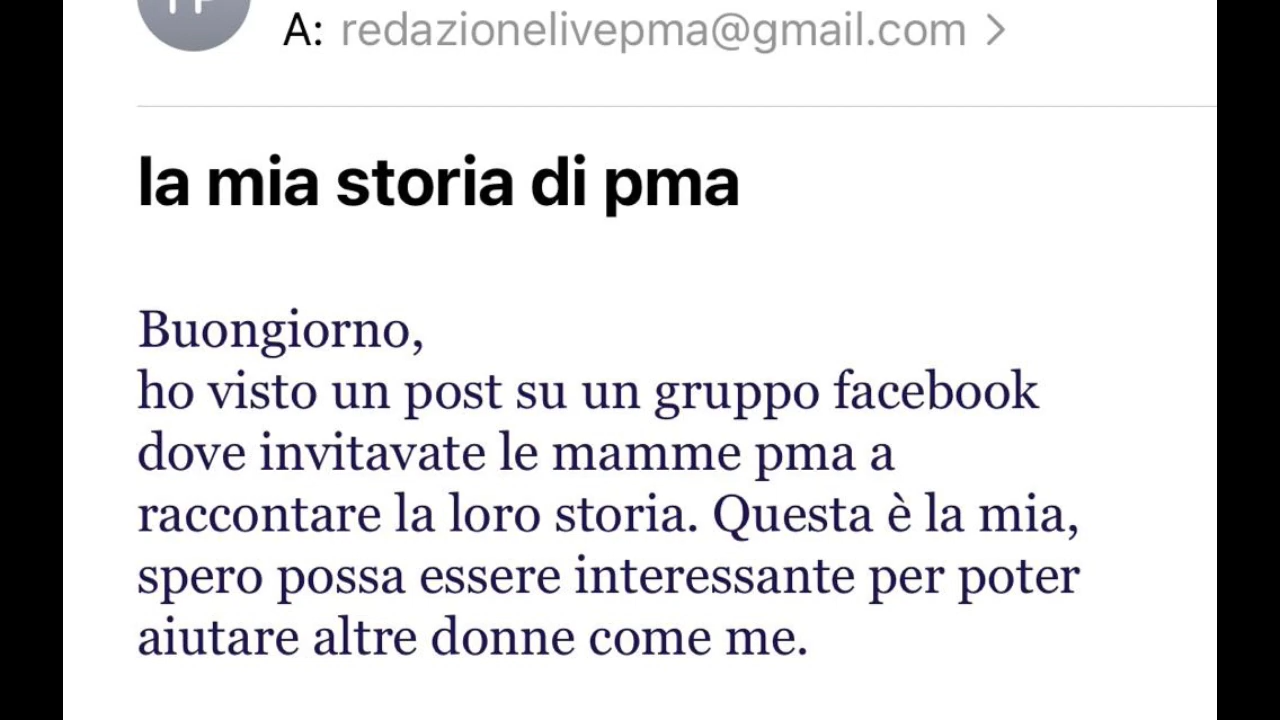 A: redazionelivepma@gmail.com
la mia storia di pma
Buongiorno,
ho visto un post su un gruppo facebook
dove invitavate le mamme pma a
raccontare la loro storia. Questa è la mia,
spero possa essere interessante per poter
aiutare altre donne come me.